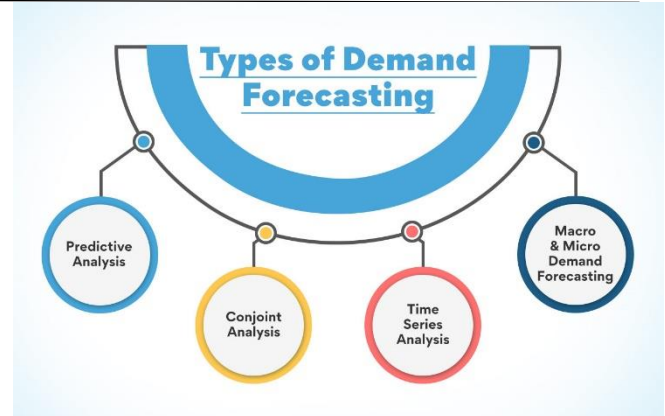 Types of Demand
Forecasting
Predictive
Analysis
Conjoint
Analysis
Time
Series
Analysis
Macro
& Micro
Demand
Forecasting